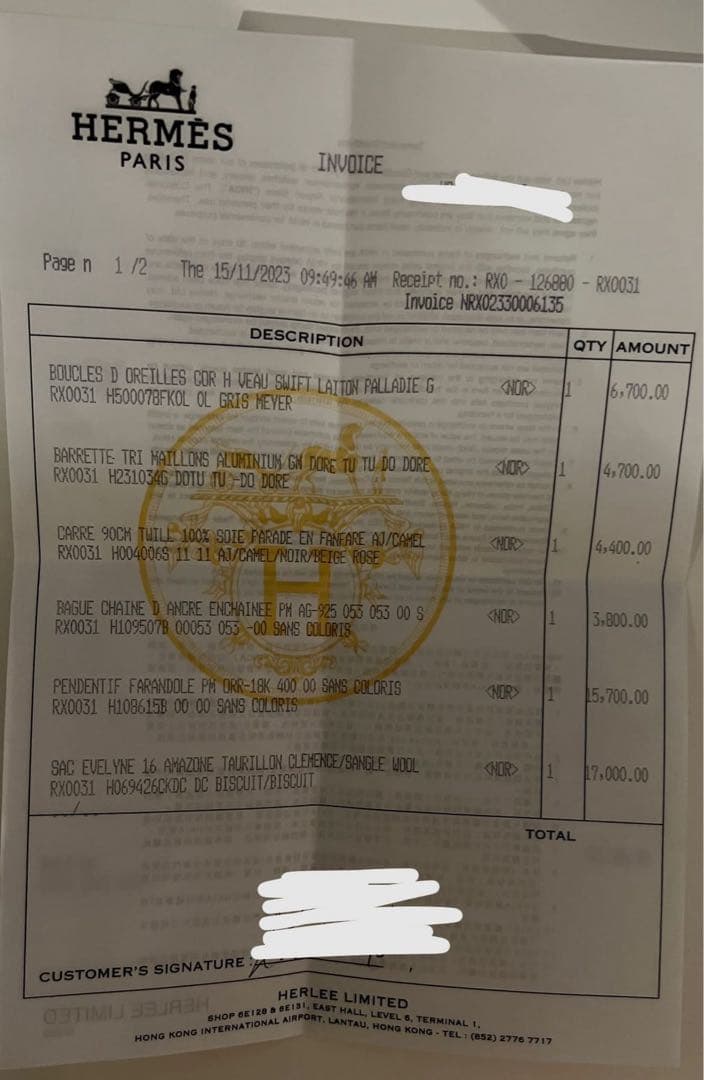 HERMÈS
PARIS
INVOICE
Page n 1 /2 The 15/11/2023 09:49:46 AM Receipt no.: RXO - 126880 - RX0031
Invoice NRX02330006135
DESCRIPTION QTY AMOUNT
BOUCLES D OREILLES COR H VEAU SWIFT LAITON PALLADIE G <NOR> 1 6,700.00
RX0031 H500078FKOL OL GRIS MEYER
BARRETTE TRI MAILLONS ALUMINIUM GM DORE TU TU DO DORE <NOR> 1 4,700.00
RX0031 H231034G DOTU TU -DO DORE
CARRE 90CM TWILL 100% SOIE PARADE EN FANFARE AJ/CAMEL <NOR> 1 4,400.00
RX0031 H004006S 11 11 AJ/CAMEL/NOIR/BEIGE ROSE
BAGUE CHAINE D ANCRE ENCHAINEE PM AG-925 053 053 00 S <NOR> 1 3,800.00
RX0031 H109507B 00053 053 -00 SANS COLORIS
PENDENTIF FARANDOLE PM ORR-18K 400 00 SANS COLORIS <NOR> 1 15,700.00
RX0031 H108615B 00 00 SANS COLORIS
SAC EVELYNE 16 AMAZONE TAURILLON CLEMENCE/SANGLE WOOL <NOR> 1 17,000.00
RX0031 H069426CKDC DC BISCUIT/BISCUIT
../
TOTAL
CUSTOMER'S SIGNATURE :
HERLEE LIMITED
SHOP 6E128 & 6E131, EAST HALL, LEVEL 6, TERMINAL 1,
HONG KONG INTERNATIONAL AIRPORT, LANTAU, HONG KONG - TEL : (852) 2776 7717